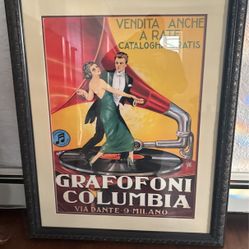 VENDITA ANCHE
A RATE
CATALOGHI GRATIS
GRAFOFONI
COLUMBIA
VIA DANTE 9 MILANO